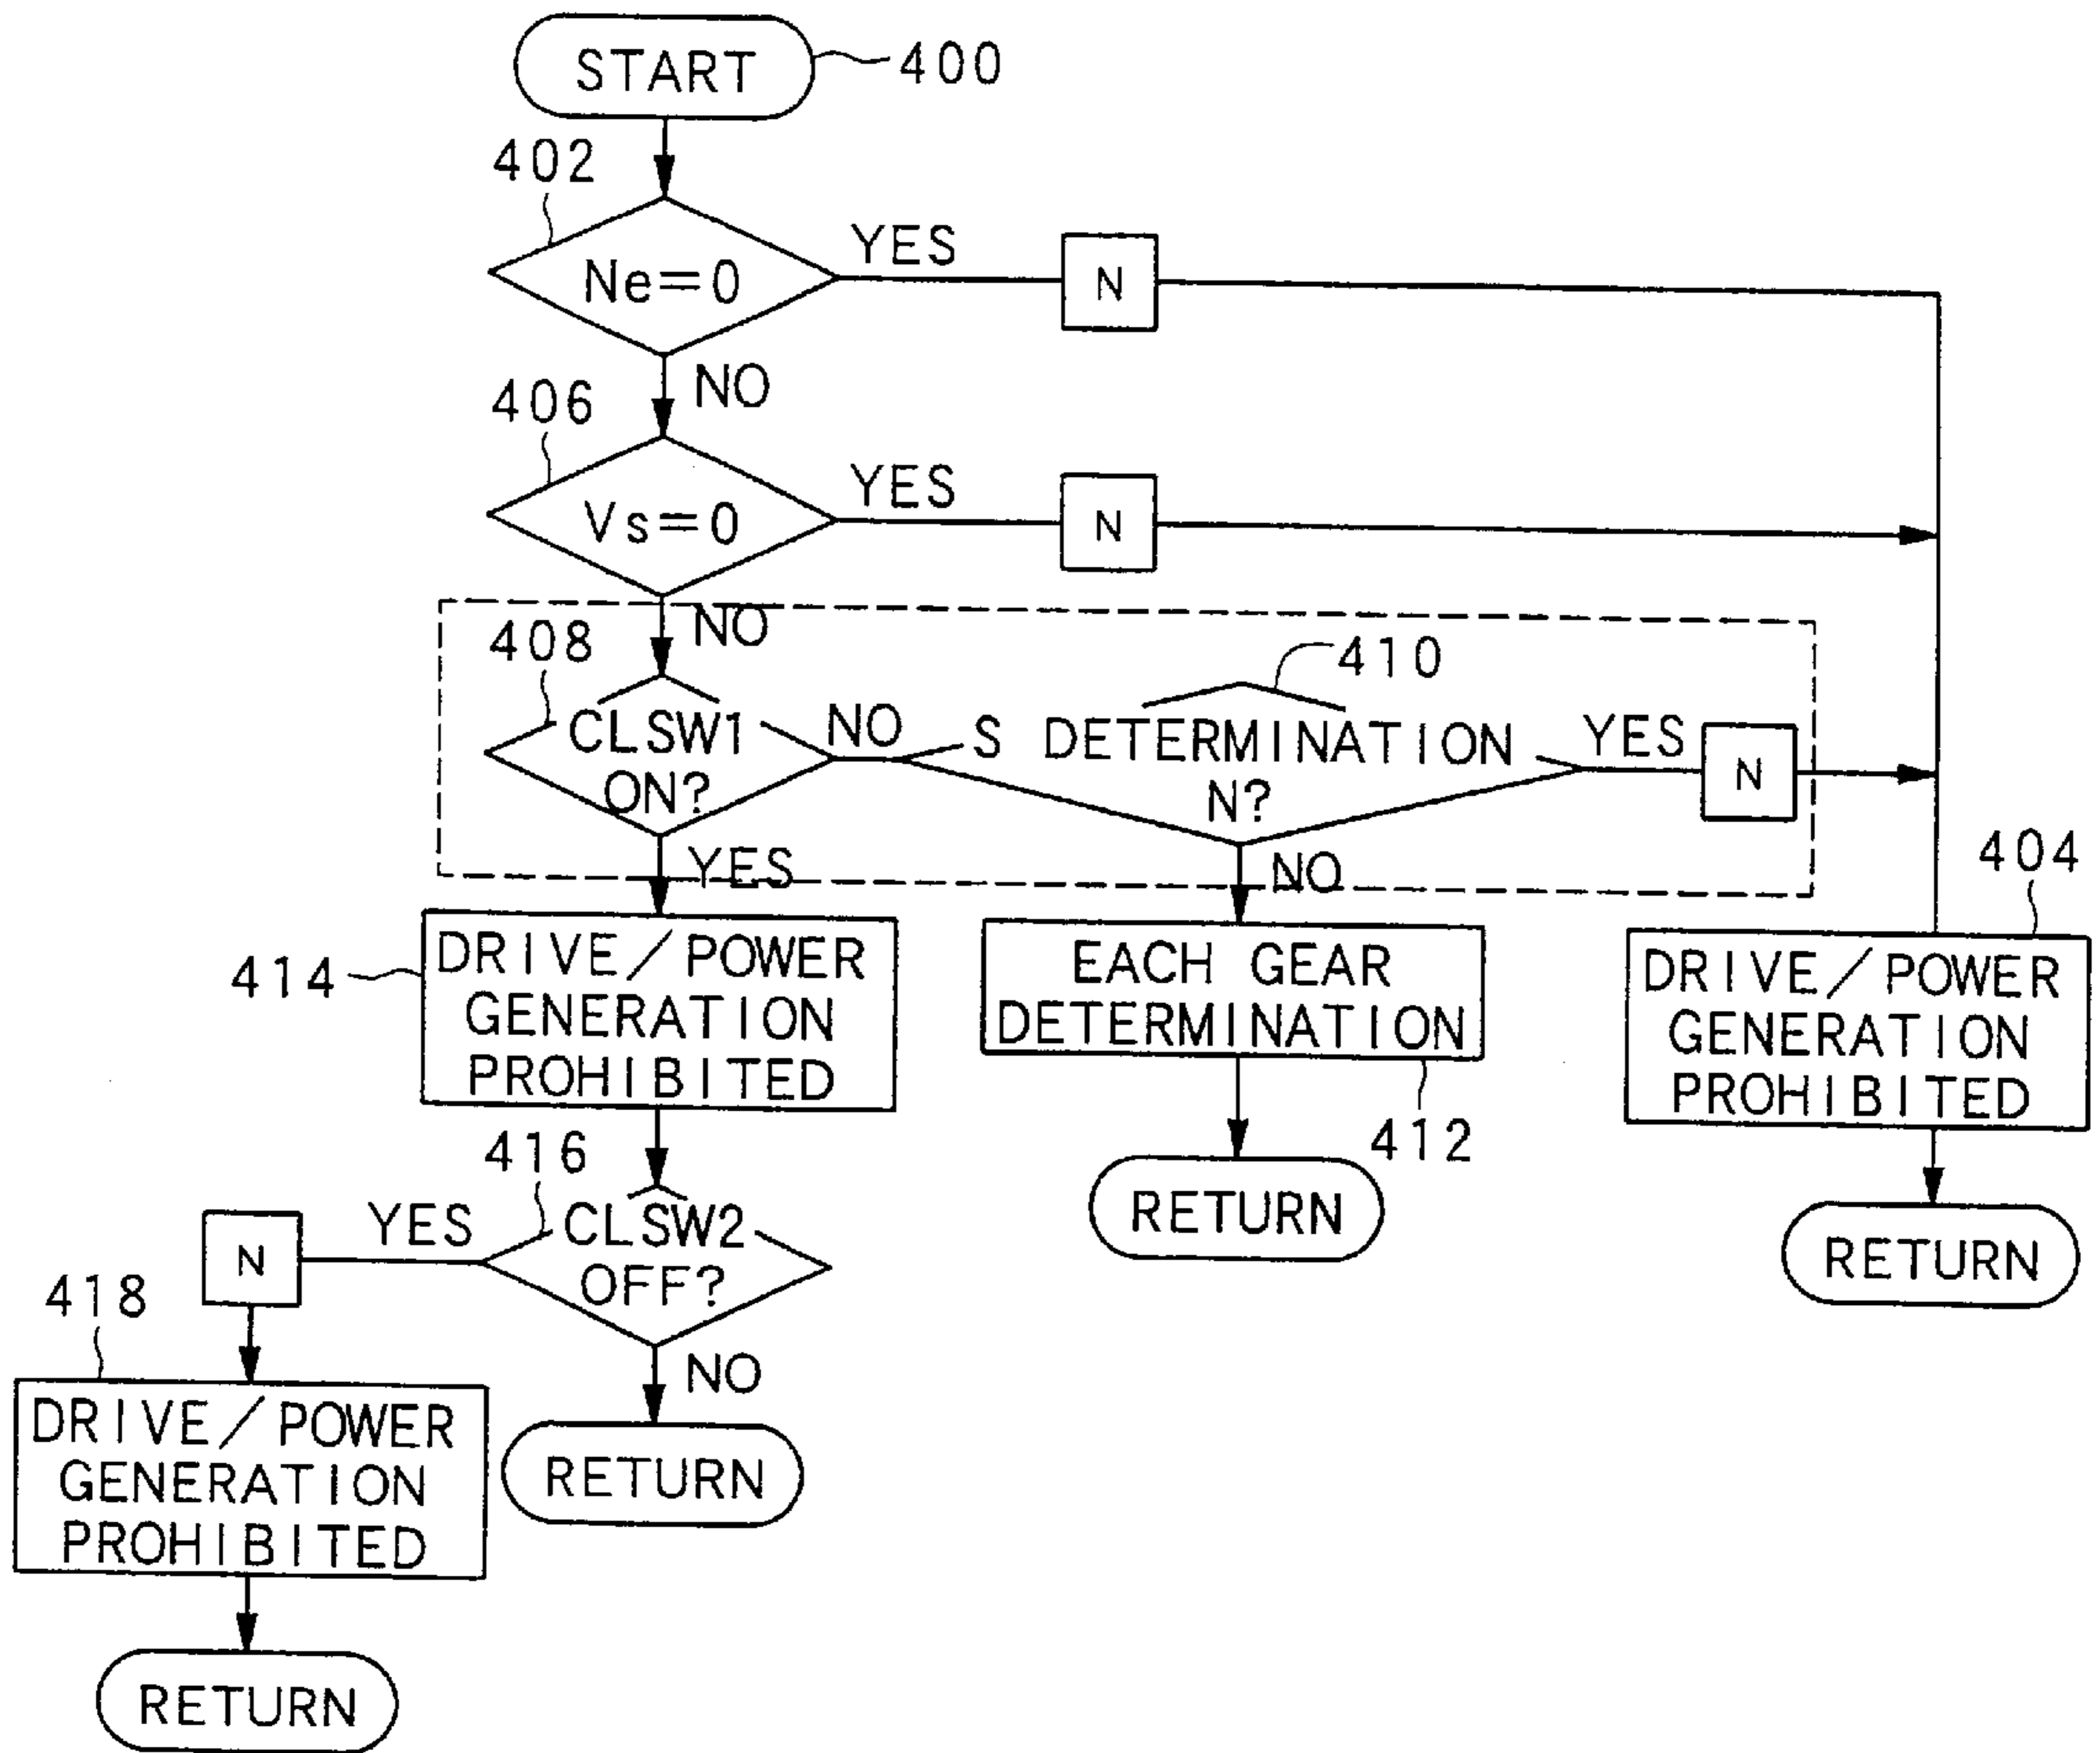 START
400
402
Ne=0
YES
N
NO
406
Vs=0
YES
N
NO
408
CLSW1
ON?
NO
410
S DETERMINATION
N?
YES
N
YES
NO
404
414
DRIVE/POWER
GENERATION
PROHIBITED
EACH GEAR
DETERMINATION
412
DRIVE/POWER
GENERATION
PROHIBITED
RETURN
RETURN
416
CLSW2
OFF?
YES
N
NO
418
DRIVE/POWER
GENERATION
PROHIBITED
RETURN
RETURN